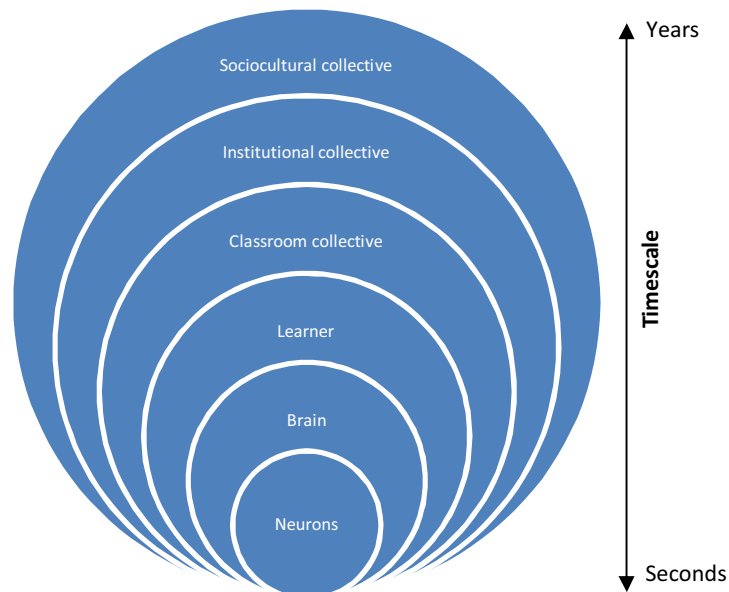 Years
Sociocultural collective
Institutional collective
Classroom collective
Timescale
Learner
Brain
Neurons
Seconds